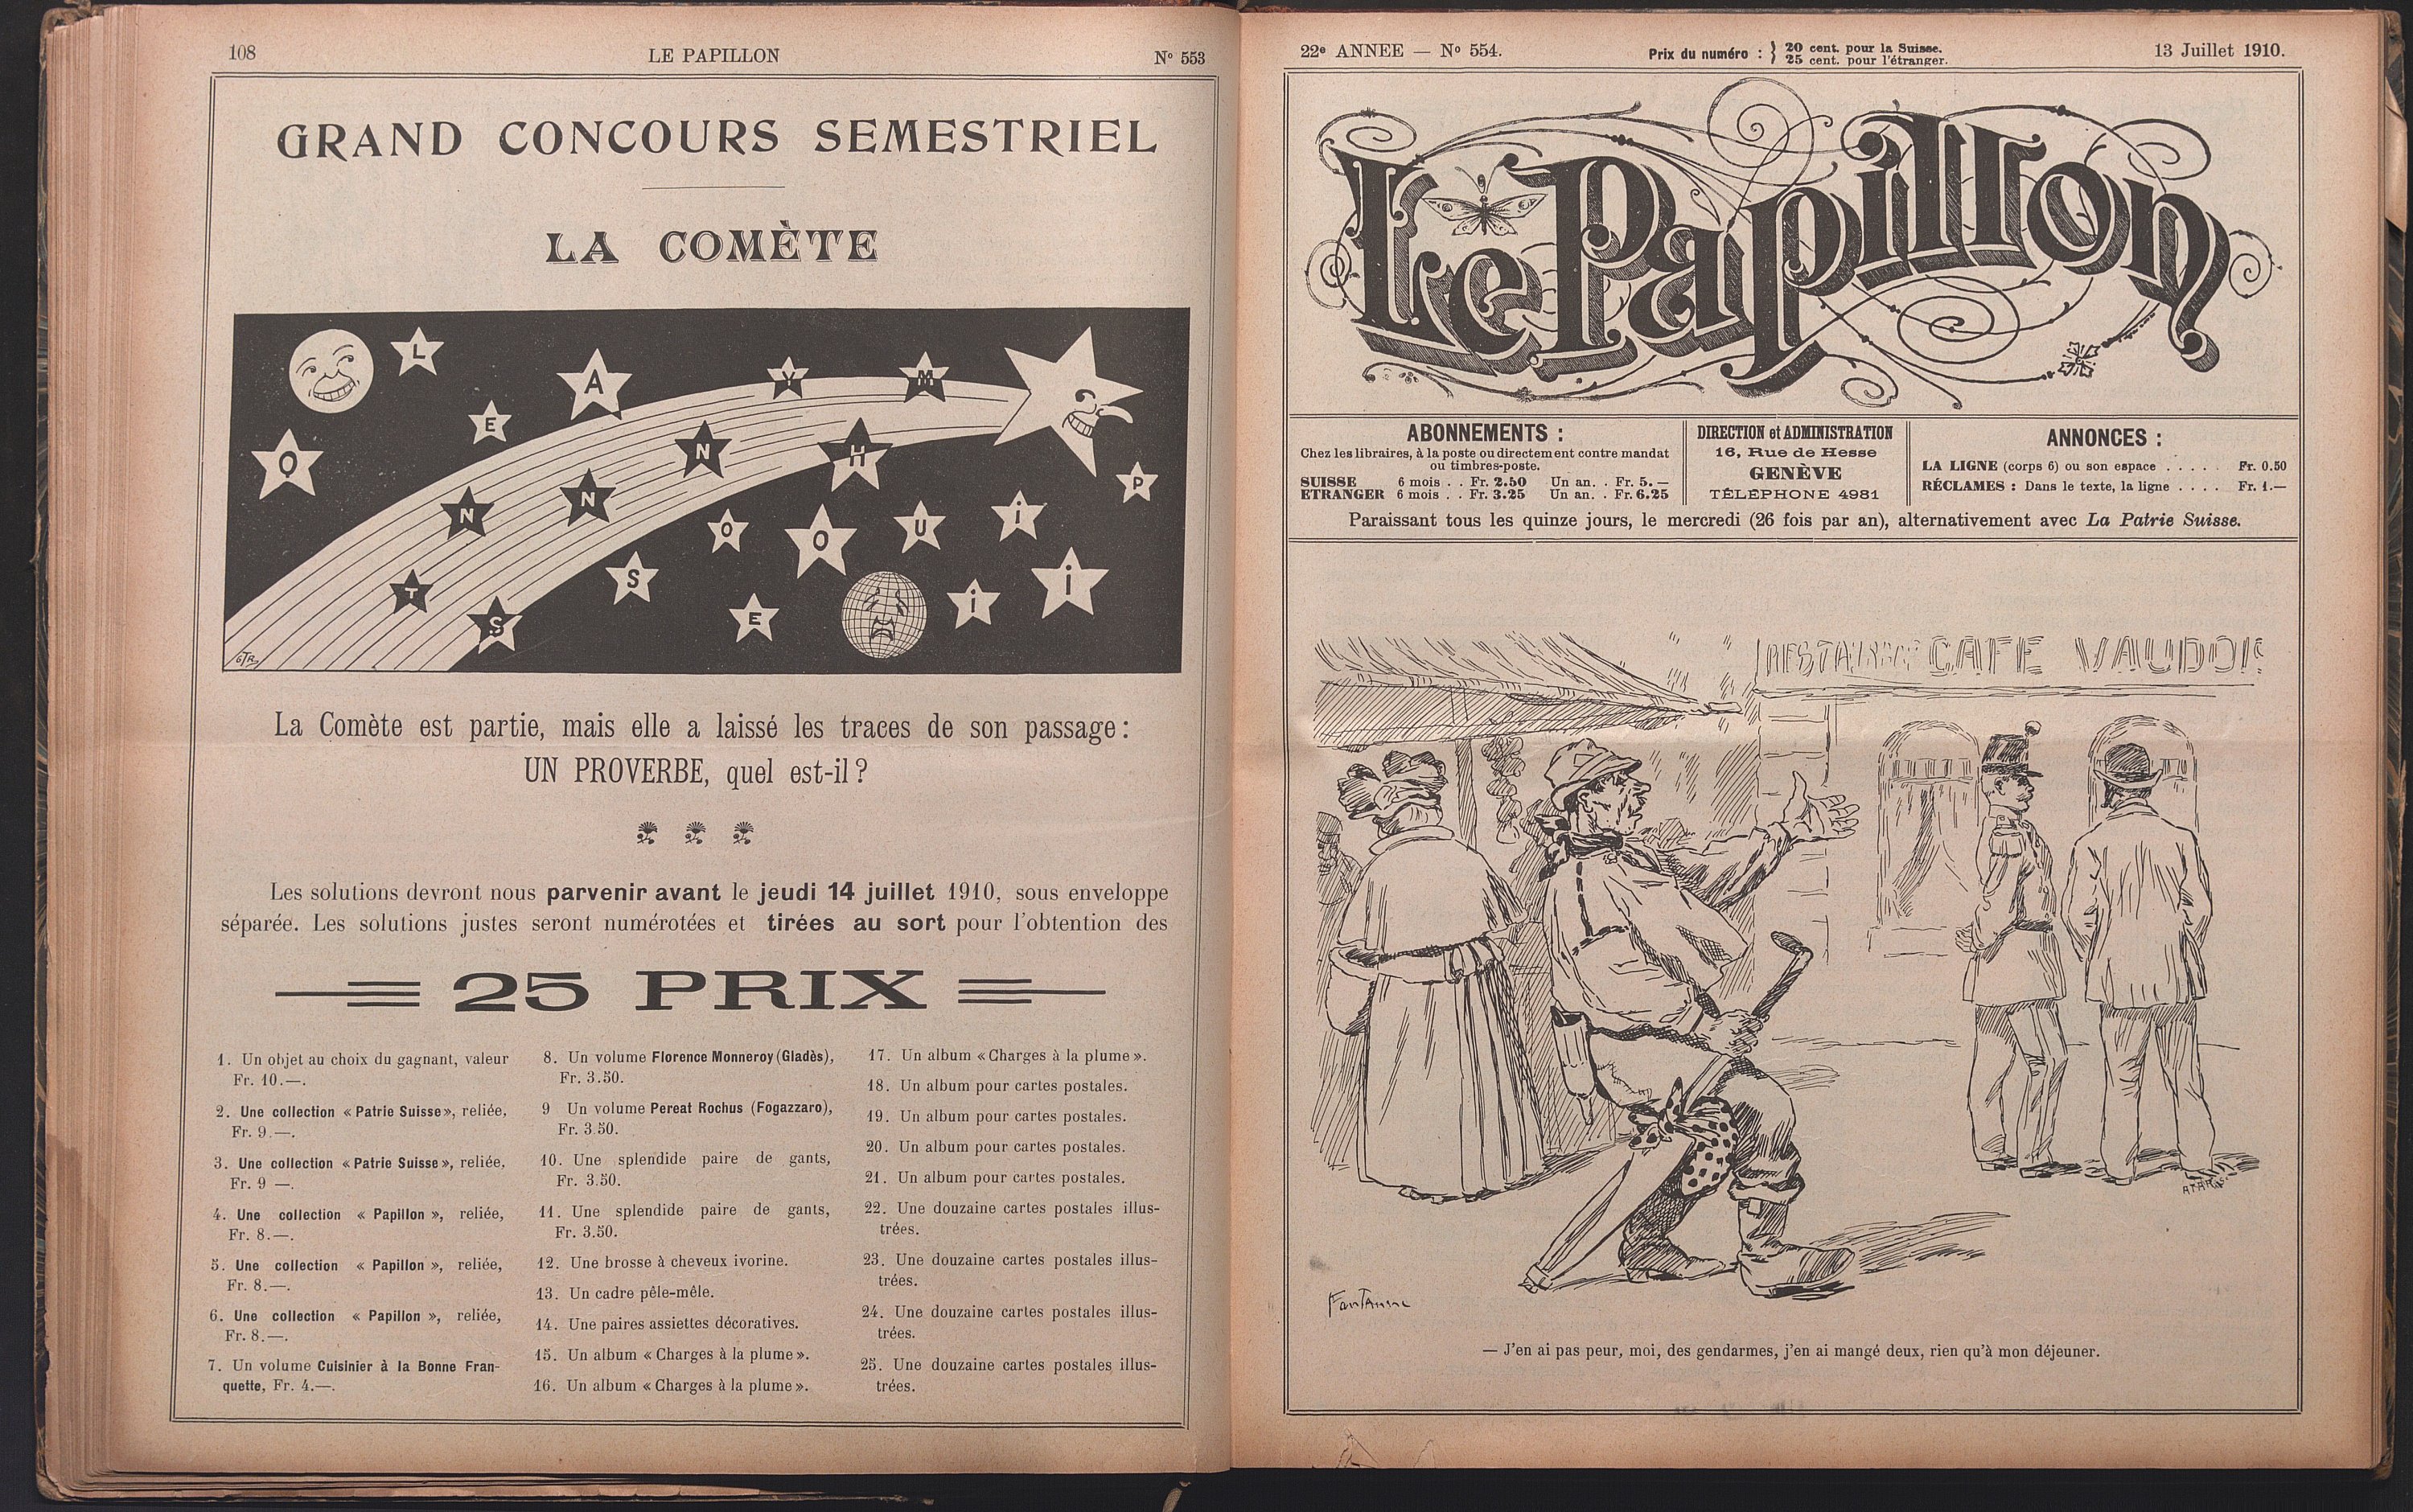 108
LE PAPILLON
N° 553
GRAND CONCOURS SEMESTRIEL
LA COMÈTE
L
A
Y
M
E
Q
N
H
P
N
N
O
O
U
i
T
S
S
E
i
i
GTR
La Comète est partie, mais elle a laissé les traces de son passage:
UN PROVERBE, quel est-il?
Les solutions devront nous parvenir avant le jeudi 14 juillet 1910, sous enveloppe
séparée. Les solutions justes seront numérotées et tirées au sort pour l'obtention des
25 PRIX
1. Un objet au choix du gagnant, valeur
Fr. 10.—.
2. Une collection «Patrie Suisse», reliée,
Fr. 9.—.
3. Une collection «Patrie Suisse», reliée,
Fr. 9 —.
4. Une collection « Papillon », reliée,
Fr. 8.—.
5. Une collection « Papillon », reliée,
Fr. 8.—.
6. Une collection « Papillon », reliée,
Fr. 8.—.
7. Un volume Cuisinier à la Bonne Fran-
quette, Fr. 4.—.
8. Un volume Florence Monneroy (Gladès),
Fr. 3.50.
9 Un volume Pereat Rochus (Fogazzaro),
Fr. 3.50.
10. Une splendide paire de gants,
Fr. 3.50.
11. Une splendide paire de gants,
Fr. 3.50.
12. Une brosse à cheveux ivorine.
13. Un cadre pêle-mêle.
14. Une paires assiettes décoratives.
15. Un album «Charges à la plume».
16. Un album «Charges à la plume».
17. Un album «Charges à la plume».
18. Un album pour cartes postales.
19. Un album pour cartes postales.
20. Un album pour cartes postales.
21. Un album pour cartes postales.
22. Une douzaine cartes postales illus-
trées.
23. Une douzaine cartes postales illus-
trées.
24. Une douzaine cartes postales illus-
trées.
25. Une douzaine cartes postales illus-
trées.
22e ANNEE — N° 554.
Prix du numéro : } 20 cent. pour la Suisse.
25 cent. pour l'étranger.
13 Juillet 1910.
Le Papillon
ABONNEMENTS :
Chez les libraires, à la poste ou directement contre mandat
ou timbres-poste.
SUISSE 6 mois . . Fr. 2.50 Un an. . Fr. 5. —
ETRANGER 6 mois . . Fr. 3.25 Un an. . Fr. 6.25
DIRECTION et ADMINISTRATION
16, Rue de Hesse
GENÈVE
TÉLÉPHONE 4981
ANNONCES :
LA LIGNE (corps 6) ou son espace . . . . . Fr. 0.50
RÉCLAMES : Dans le texte, la ligne . . . . Fr. 1.—
Paraissant tous les quinze jours, le mercredi (26 fois par an), alternativement avec La Patrie Suisse.
RESTAURANT CAFE VAUDOIS
ATAR
— J'en ai pas peur, moi, des gendarmes, j'en ai mangé deux, rien qu'à mon déjeuner.